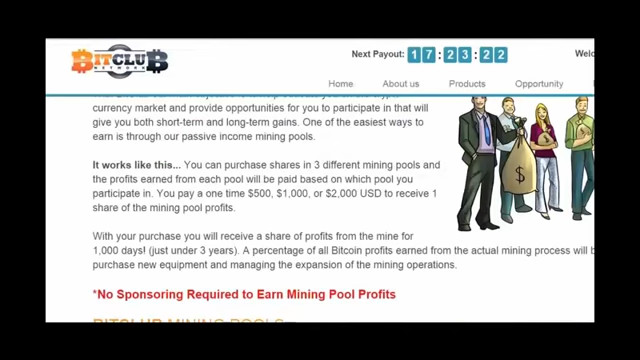 BITCLUB
NETWORK
Next Payout: 17:23:22
Home About us Products Opportunity
currency market and provide opportunities for you to participate in that will
give you both short-term and long-term gains. One of the easiest ways to
earn is through our passive income mining pools.
It works like this... You can purchase shares in 3 different mining pools and
the profits earned from each pool will be paid based on which pool you
participate in. You pay a one time $500, $1,000, or $2,000 USD to receive 1
share of the mining pool profits.
With your purchase you will receive a share of profits from the mine for
1,000 days! (just under 3 years). A percentage of all Bitcoin profits earned from the actual mining process will b
purchase new equipment and managing the expansion of the mining operations.
*No Sponsoring Required to Earn Mining Pool Profits
BITCLUB MINING POOLS